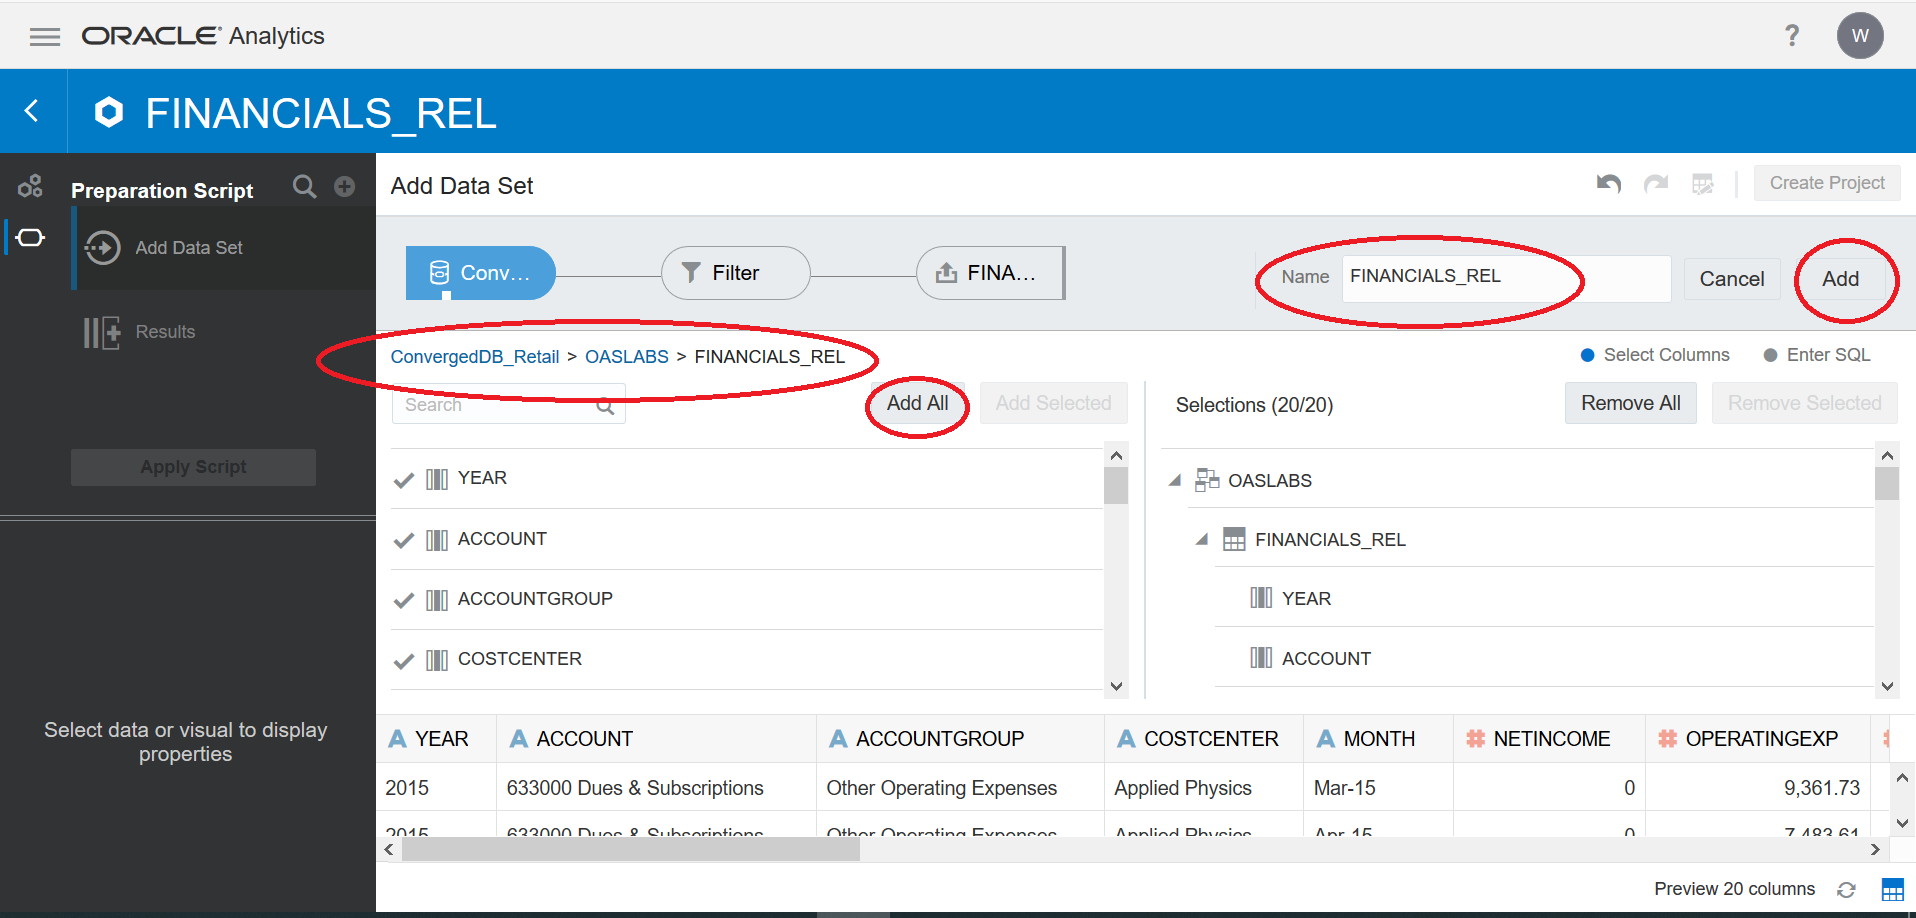 ORACLE Analytics
?
W
FINANCIALS_REL
Preparation Script
Add Data Set
Results
Apply Script
Select data or visual to display
properties
Add Data Set
Create Project
Conv...
Filter
FINA...
Name
FINANCIALS_REL
Cancel
Add
ConvergedDB_Retail > OASLABS > FINANCIALS_REL
Select Columns
Enter SQL
Search
Add All
Add Selected
Selections (20/20)
Remove All
Remove Selected
YEAR
ACCOUNT
ACCOUNTGROUP
COSTCENTER
OASLABS
FINANCIALS_REL
YEAR
ACCOUNT
A YEAR A ACCOUNT A ACCOUNTGROUP A COSTCENTER A MONTH # NETINCOME # OPERATINGEXP #
2015 633000 Dues & Subscriptions Other Operating Expenses Applied Physics Mar-15 0 9,361.73
2015 633000 Dues & Subscriptions Other Operating Expenses Applied Physics Apr-15 0 7,483.61
Preview 20 columns